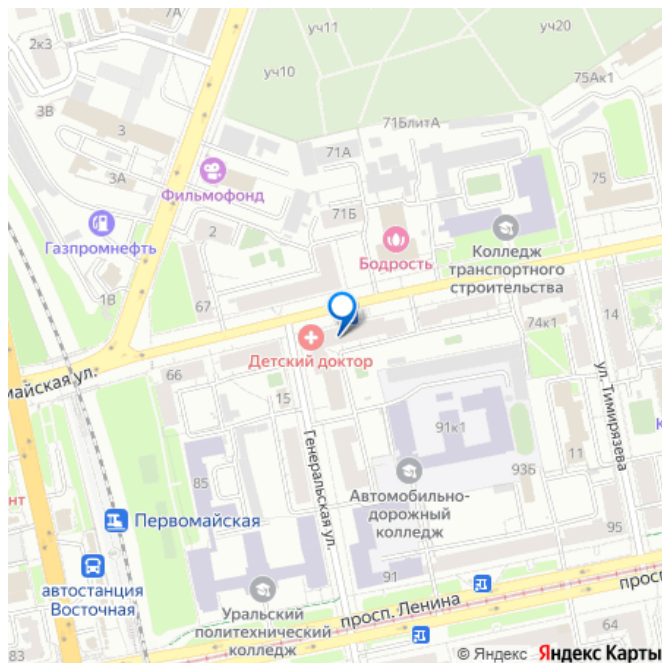 7А
уч11
уч20
2к3
уч10
75Ак1
3В
71БлитА
3
71А
75
3А
Фильмофонд
71Б
2
Газпромнефть
Бодрость
Колледж
транспортного
строительства
1В
67
14
74к1
Детский доктор
майская ул.
66
15
ул. Тимирязева
Генеральская ул.
91к1
11
85
93Б
Автомобильно-
дорожный
колледж
Первомайская
95
автостанция
Восточная
91
просп. Ленина
Уральский
политехнический
колледж
64
83
© Яндекс Яндекс Карты